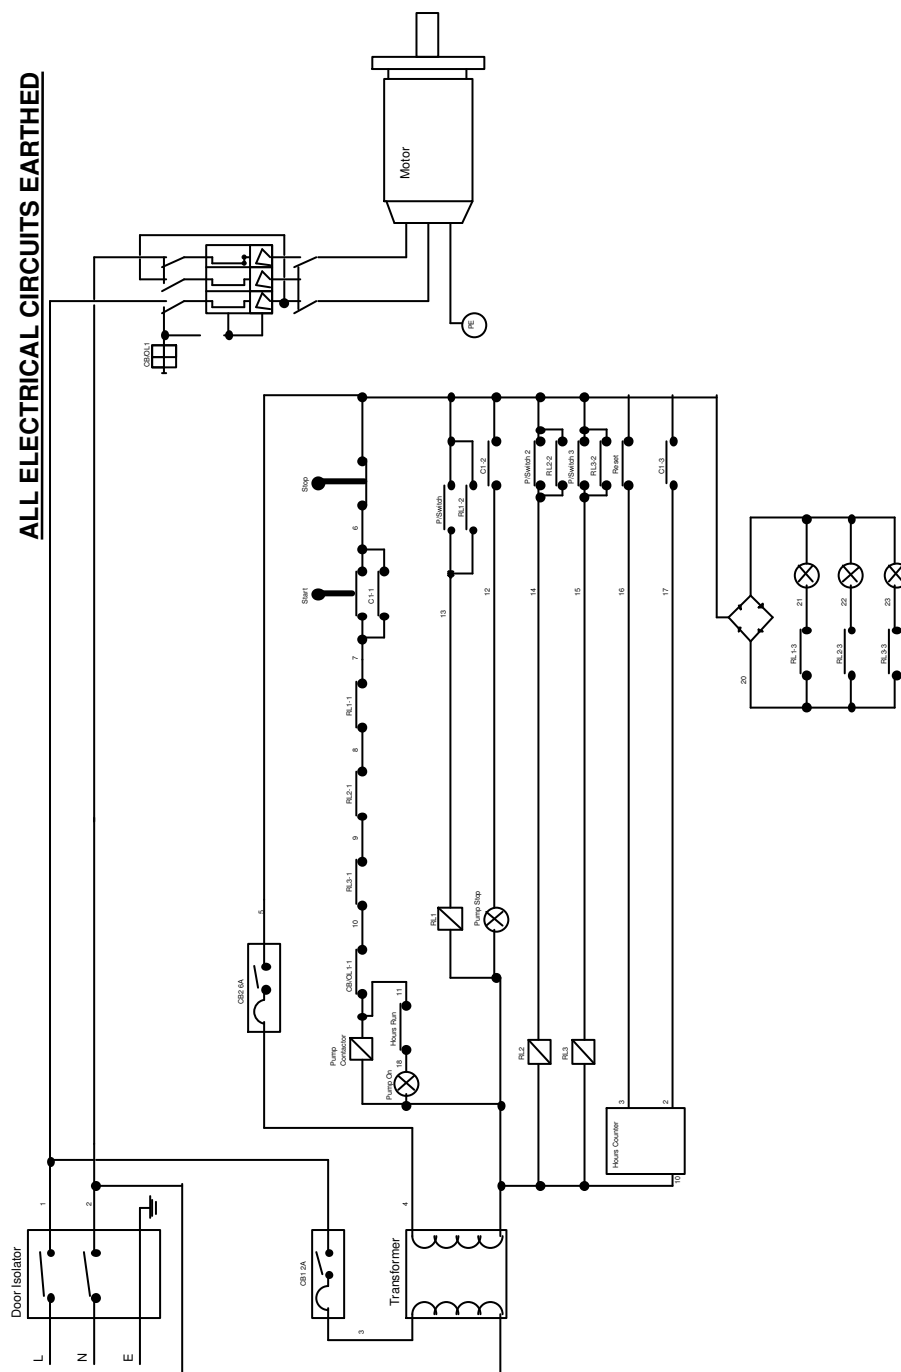 ALL ELECTRICAL CIRCUITS EARTHED
Motor
PE
CB/OL1
Stop
6
Start
C1-1
7
RL1-1
8
RL2-1
9
RL3-1
10
CB/OL 1-1
Pump
Contactor
11
Hours Run
18
Pump On
P/Switch
RL1-2
13
RL1
C1-2
12
Pump Stop
P/Switch 2
RL2-2
14
RL2
P/Switch 3
RL3-2
15
RL3
Reset
16
C1-3
17
3
2
Hours Counter
10
20
21
RL1-3
22
RL2-3
23
RL3-3
5
CB2 6A
4
Transformer
3
CB1 2A
1
2
Door Isolator
L
N
E